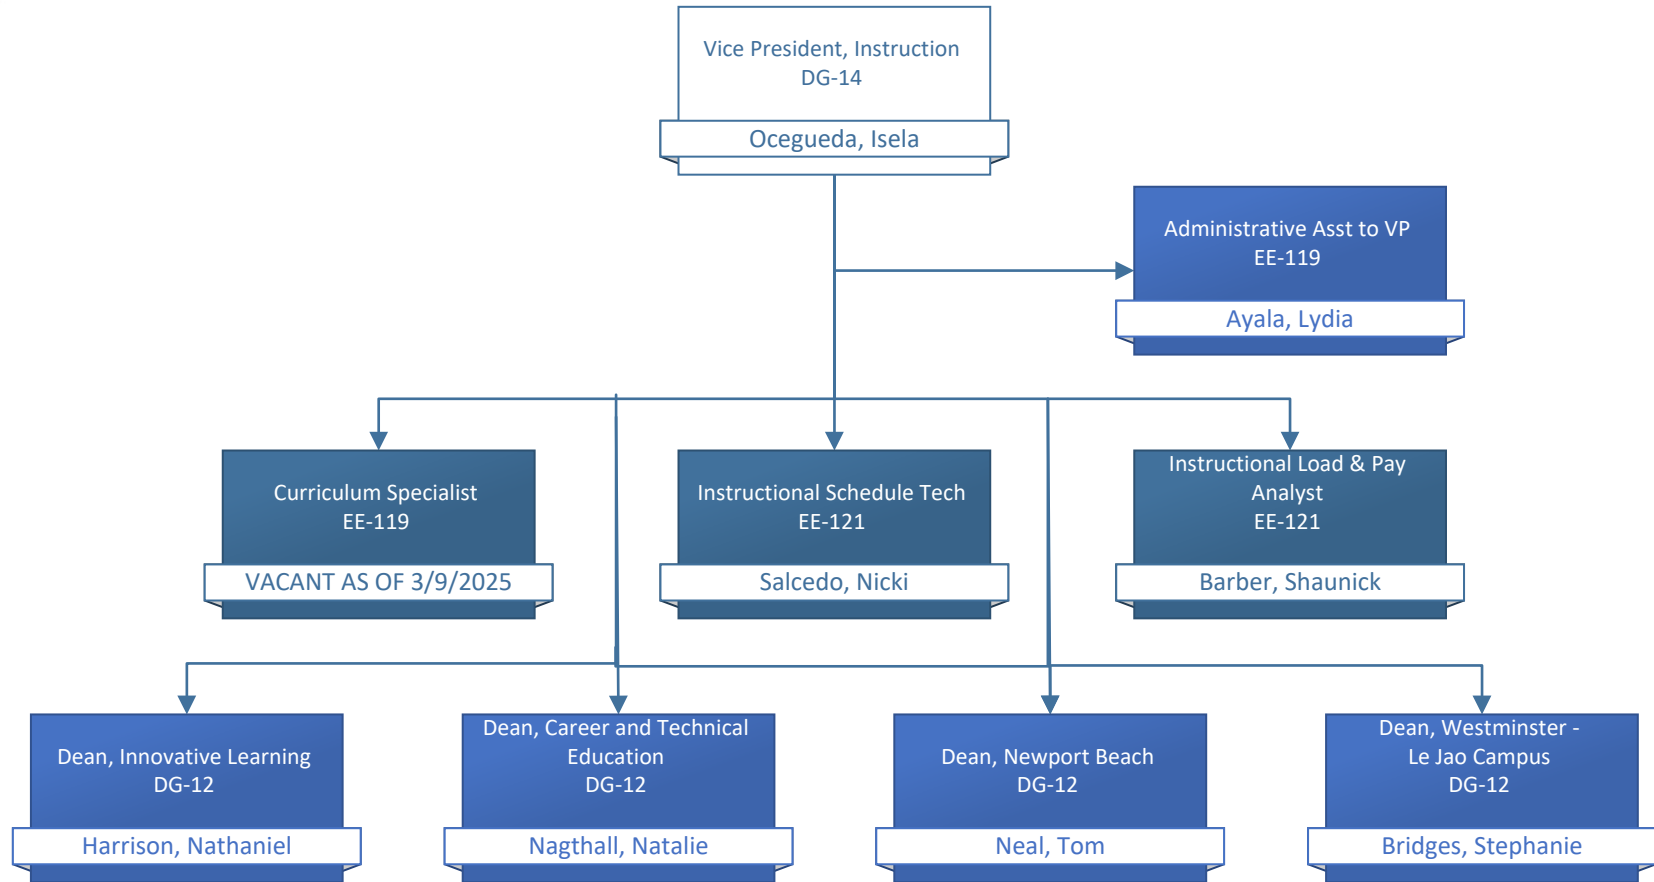 Vice President, Instruction
DG-14
Ocegueda, Isela
Administrative Asst to VP
EE-119
Ayala, Lydia
Curriculum Specialist
EE-119
VACANT AS OF 3/9/2025
Instructional Schedule Tech
EE-121
Salcedo, Nicki
Instructional Load & Pay
Analyst
EE-121
Barber, Shaunick
Dean, Innovative Learning
DG-12
Harrison, Nathaniel
Dean, Career and Technical
Education
DG-12
Nagthall, Natalie
Dean, Newport Beach
DG-12
Neal, Tom
Dean, Westminster -
Le Jao Campus
DG-12
Bridges, Stephanie